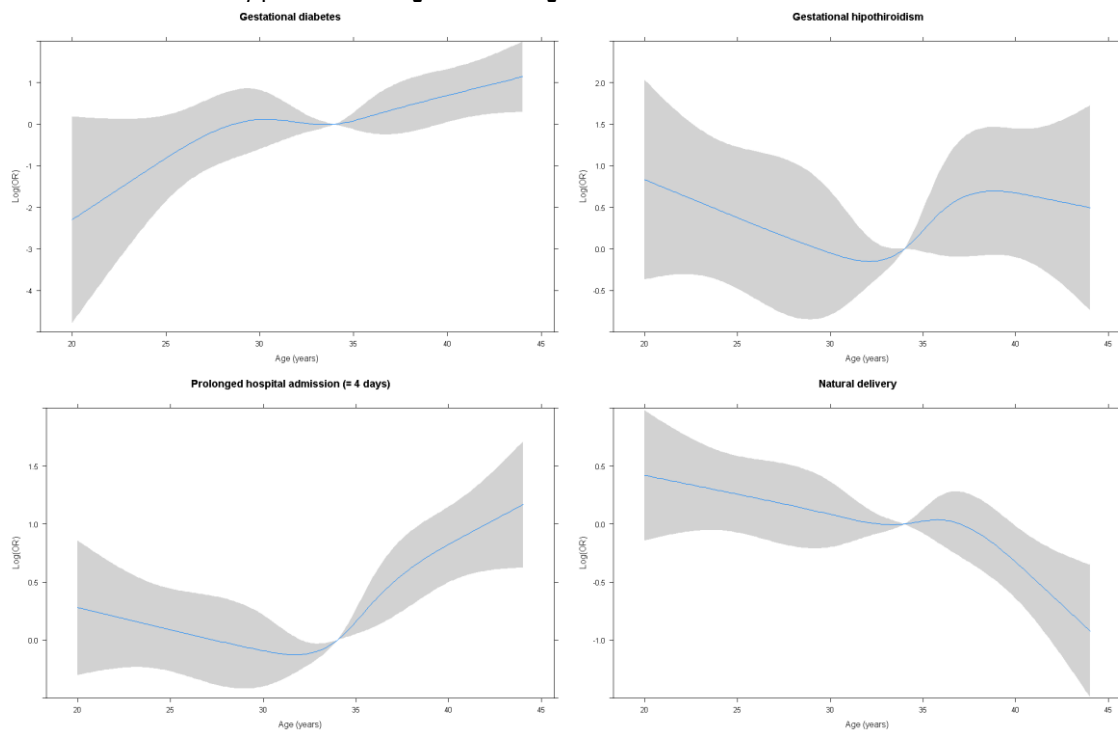 Gestational diabetes
1
0
-1
-2
-3
-4
Log(OR)
20 25 30 35 40 45
Age (years)
Gestational hipothiroidism
2.0
1.5
1.0
0.5
0.0
-0.5
Log(OR)
20 25 30 35 40 45
Age (years)
Prolonged hospital admission (= 4 days)
1.5
1.0
0.5
0.0
Log(OR)
20 25 30 35 40 45
Age (years)
Natural delivery
0.5
0.0
-0.5
-1.0
Log(OR)
20 25 30 35 40 45
Age (years)